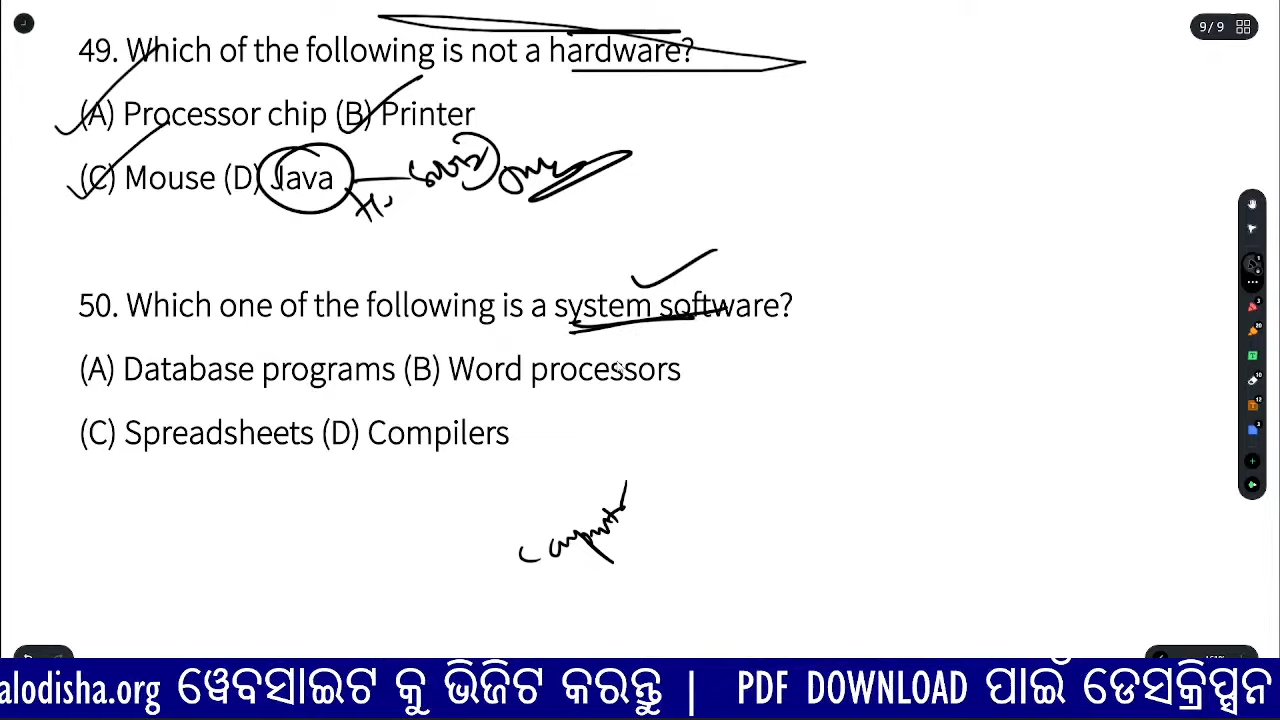 9/9
49. Which of the following is not a hardware?
(A) Processor chip (B) Printer
(C) Mouse (D) Java
50. Which one of the following is a system software?
(A) Database programs (B) Word processors
(C) Spreadsheets (D) Compilers
alodisha.org ୱେବସାଇଟ କୁ ଭିଜିଟ କରନ୍ତୁ | PDF DOWNLOAD ପାଇଁ ଡେସକ୍ରିପ୍ସନ